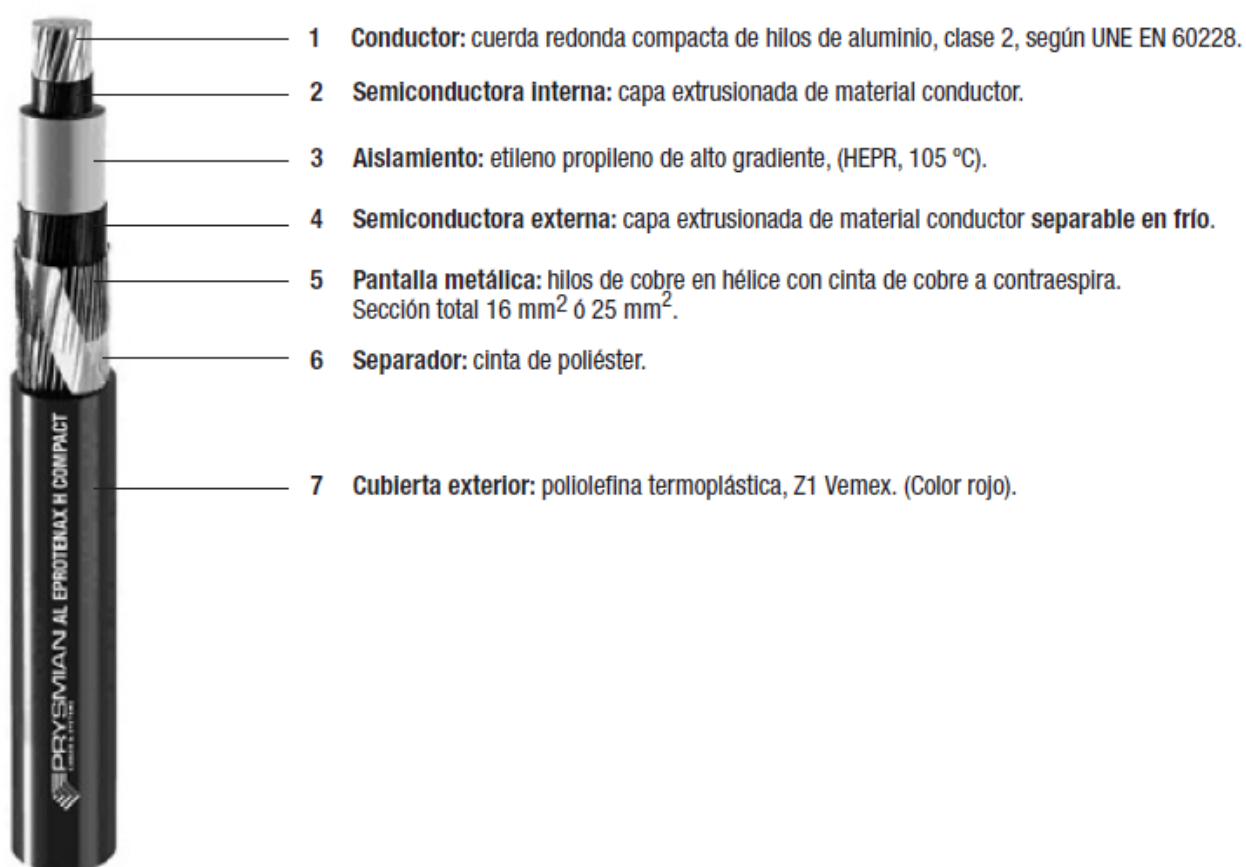 1 Conductor: cuerda redonda compacta de hilos de aluminio, clase 2, según UNE EN 60228.
2 Semiconductora interna: capa extrusionada de material conductor.
3 Aislamiento: etileno propileno de alto gradiente, (HEPR, 105 ºC).
4 Semiconductora externa: capa extrusionada de material conductor separable en frío.
5 Pantalla metálica: hilos de cobre en hélice con cinta de cobre a contraespira.
Sección total 16 mm² ó 25 mm².
6 Separador: cinta de poliéster.
7 Cubierta exterior: poliolefina termoplástica, Z1 Vemex. (Color rojo).
PRYSMIAN AL EPROTENAX H COMPACT